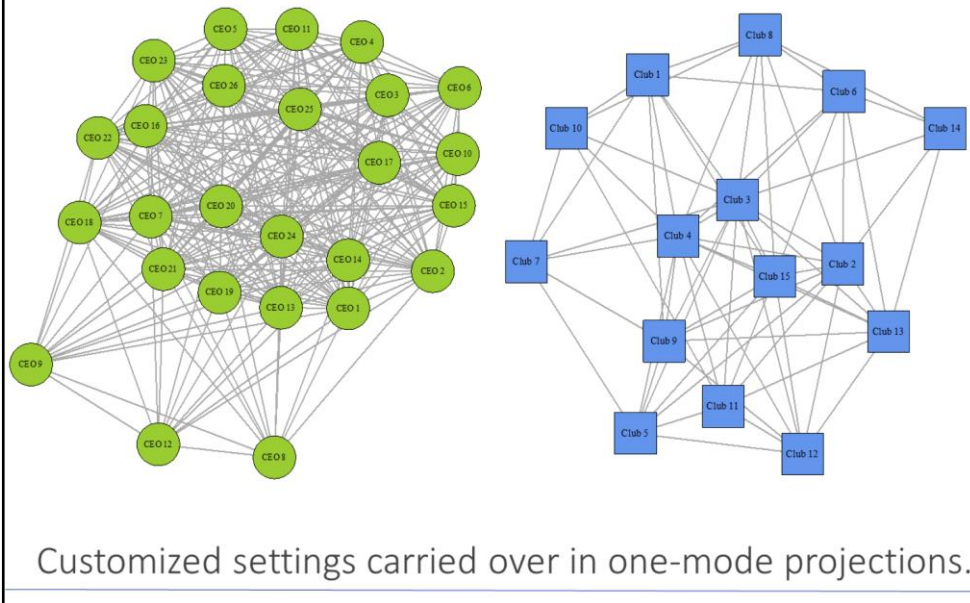 CEO 5
CEO 11
CEO 4
CEO 23
CEO 26
CEO 25
CEO 3
CEO 6
CEO 22
CEO 16
CEO 17
CEO 10
CEO 18
CEO 7
CEO 20
CEO 15
CEO 24
CEO 21
CEO 14
CEO 2
CEO 19
CEO 13
CEO 1
CEO 9
CEO 12
CEO 8
Club 8
Club 1
Club 6
Club 10
Club 14
Club 3
Club 4
Club 7
Club 15
Club 2
Club 9
Club 13
Club 11
Club 5
Club 12
Customized settings carried over in one-mode projections.